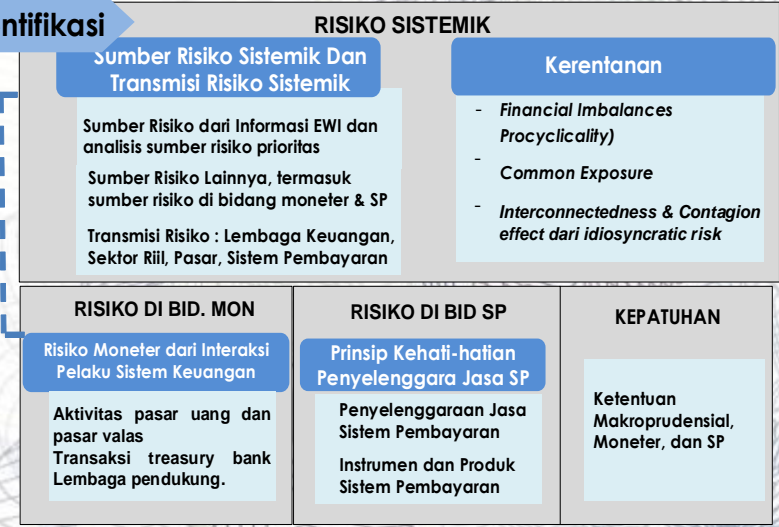 ntifikasi
RISIKO SISTEMIK
Sumber Risiko Sistemik Dan
Transmisi Risiko Sistemik
Sumber Risiko dari Informasi EWI dan
analisis sumber risiko prioritas
Sumber Risiko Lainnya, termasuk
sumber risiko di bidang moneter & SP
Transmisi Risiko : Lembaga Keuangan,
Sektor Riil, Pasar, Sistem Pembayaran
Kerentanan
- Financial Imbalances
Procyclicality)
-
Common Exposure
- Interconnectedness & Contagion
effect dari idiosyncratic risk
RISIKO DI BID. MON
Risiko Moneter dari Interaksi
Pelaku Sistem Keuangan
Aktivitas pasar uang dan
pasar valas
Transaksi treasury bank
Lembaga pendukung.
RISIKO DI BID SP
Prinsip Kehati-hatian
Penyelenggara Jasa SP
Penyelenggaraan Jasa
Sistem Pembayaran
Instrumen dan Produk
Sistem Pembayaran
KEPATUHAN
Ketentuan
Makroprudensial,
Moneter, dan SP